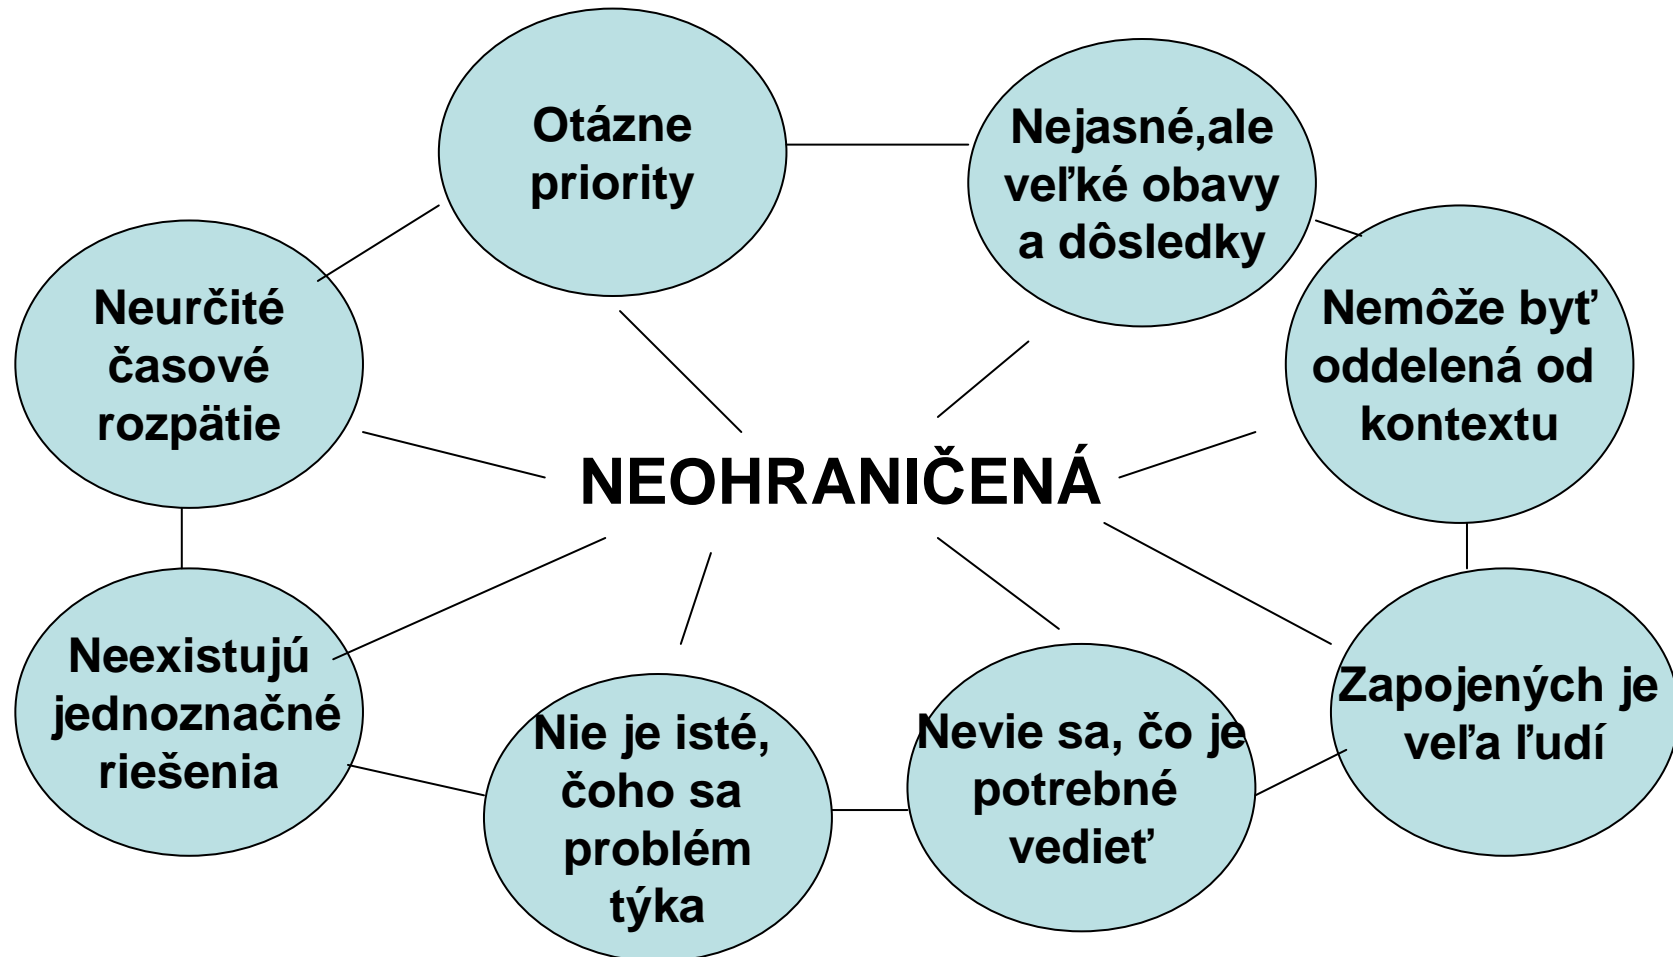 Otázne
priority
Nejasné,ale
veľké obavy
a dôsledky
Neurčité
časové
rozpätie
Nemôže byť
oddelená od
kontextu
NEOHRANIČENÁ
Neexistujú
jednoznačné
riešenia
Nie je isté,
čoho sa
problém
týka
Nevie sa, čo je
potrebné
vedieť
Zapojených je
veľa ľudí